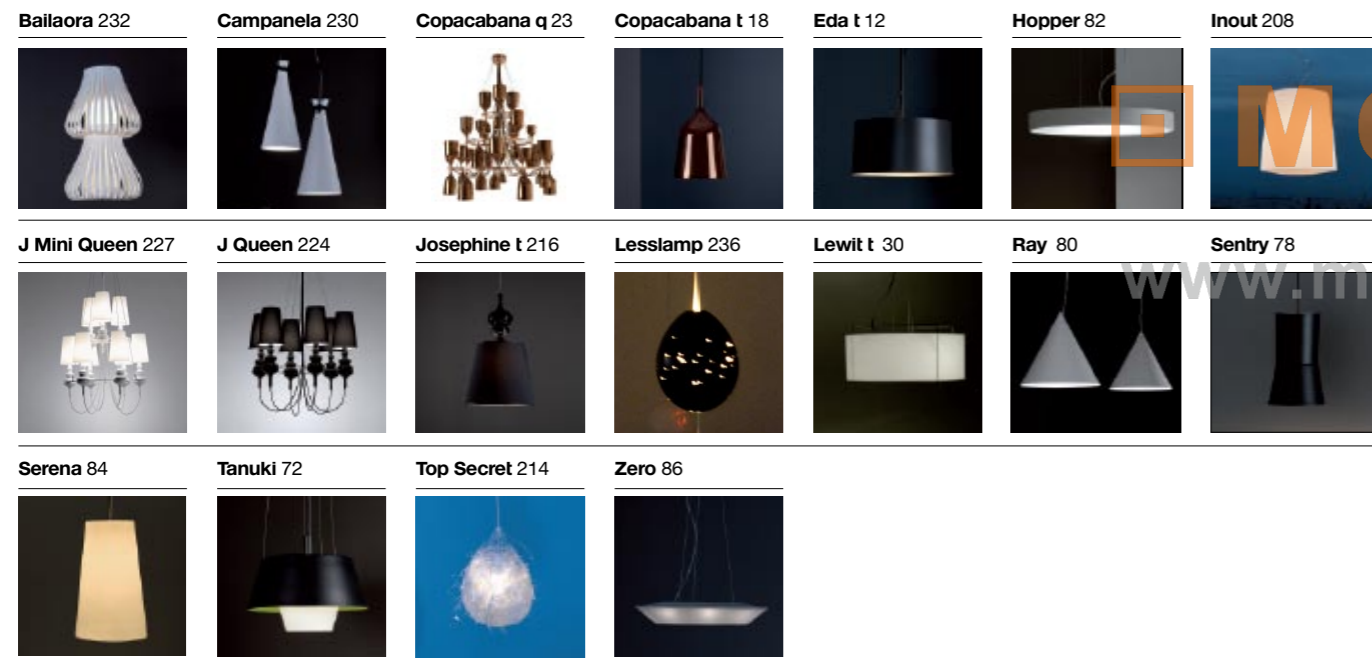 Bailaora 232 Campanela 230 Copacabana q 23 Copacabana t 18 Eda t 12 Hopper 82 Inout 208
J Mini Queen 227 J Queen 224 Josephine t 216 Lesslamp 236 Lewit t 30 Ray 80 Sentry 78
www.m
Serena 84 Tanuki 72 Top Secret 214 Zero 86